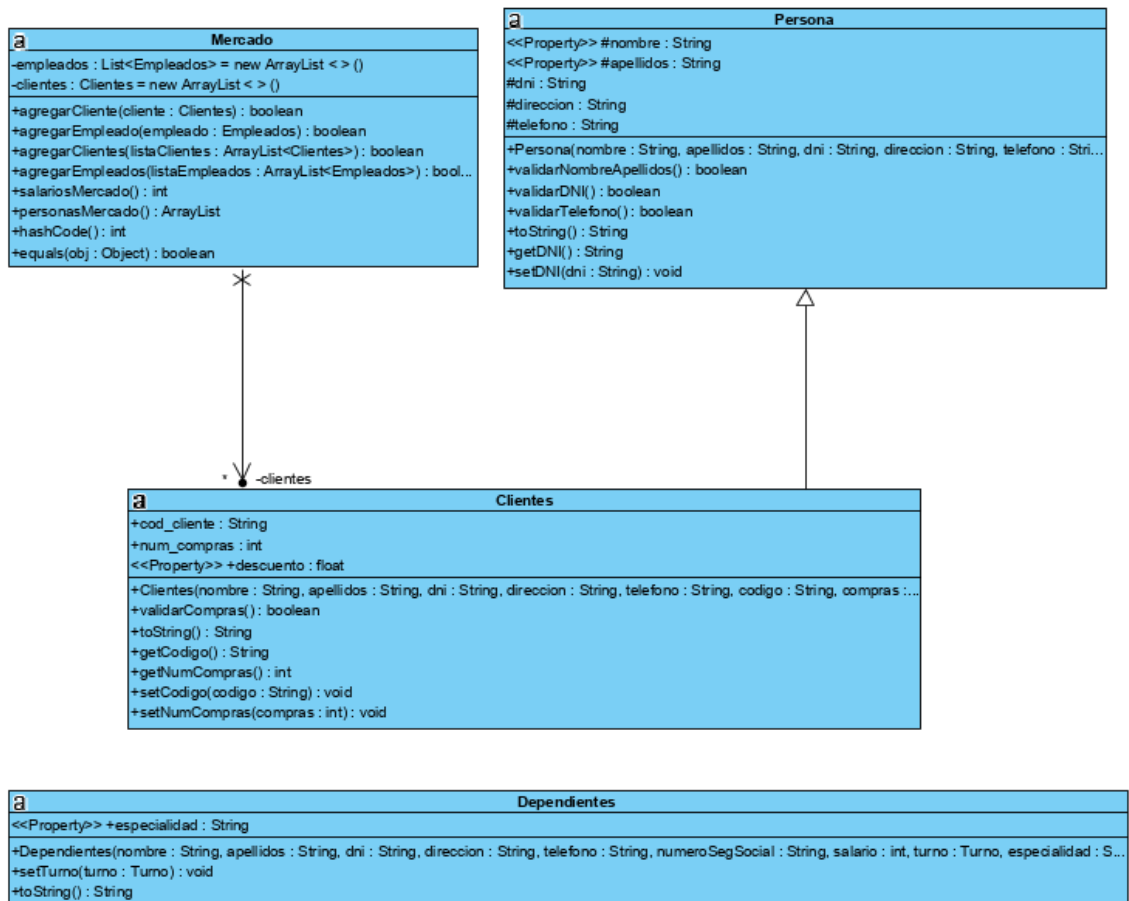 a Mercado
-empleados : List<Empleados> = new ArrayList < > ()
-clientes : Clientes = new ArrayList < > ()
+agregarCliente(cliente : Clientes) : boolean
+agregarEmpleado(empleado : Empleados) : boolean
+agregarClientes(listaClientes : ArrayList<Clientes>) : boolean
+agregarEmpleados(listaEmpleados : ArrayList<Empleados>) : bool...
+salariosMercado() : int
+personasMercado() : ArrayList
+hashCode() : int
+equals(obj : Object) : boolean
a Persona
<<Property>> #nombre : String
<<Property>> #apellidos : String
#dni : String
#direccion : String
#telefono : String
+Persona(nombre : String, apellidos : String, dni : String, direccion : String, telefono : Stri...
+validarNombreApellidos() : boolean
+validarDNI() : boolean
+validarTelefono() : boolean
+toString() : String
+getDNI() : String
+setDNI(dni : String) : void
* -clientes
a Clientes
+cod_cliente : String
+num_compras : int
<<Property>> +descuento : float
+Clientes(nombre : String, apellidos : String, dni : String, direccion : String, telefono : String, codigo : String, compras :...
+validarCompras() : boolean
+toString() : String
+getCodigo() : String
+getNumCompras() : int
+setCodigo(codigo : String) : void
+setNumCompras(compras : int) : void
a Dependientes
<<Property>> +especialidad : String
+Dependientes(nombre : String, apellidos : String, dni : String, direccion : String, telefono : String, numeroSegSocial : String, salario : int, turno : Turno, especialidad : S...
+setTurno(turno : Turno) : void
+toString() : String